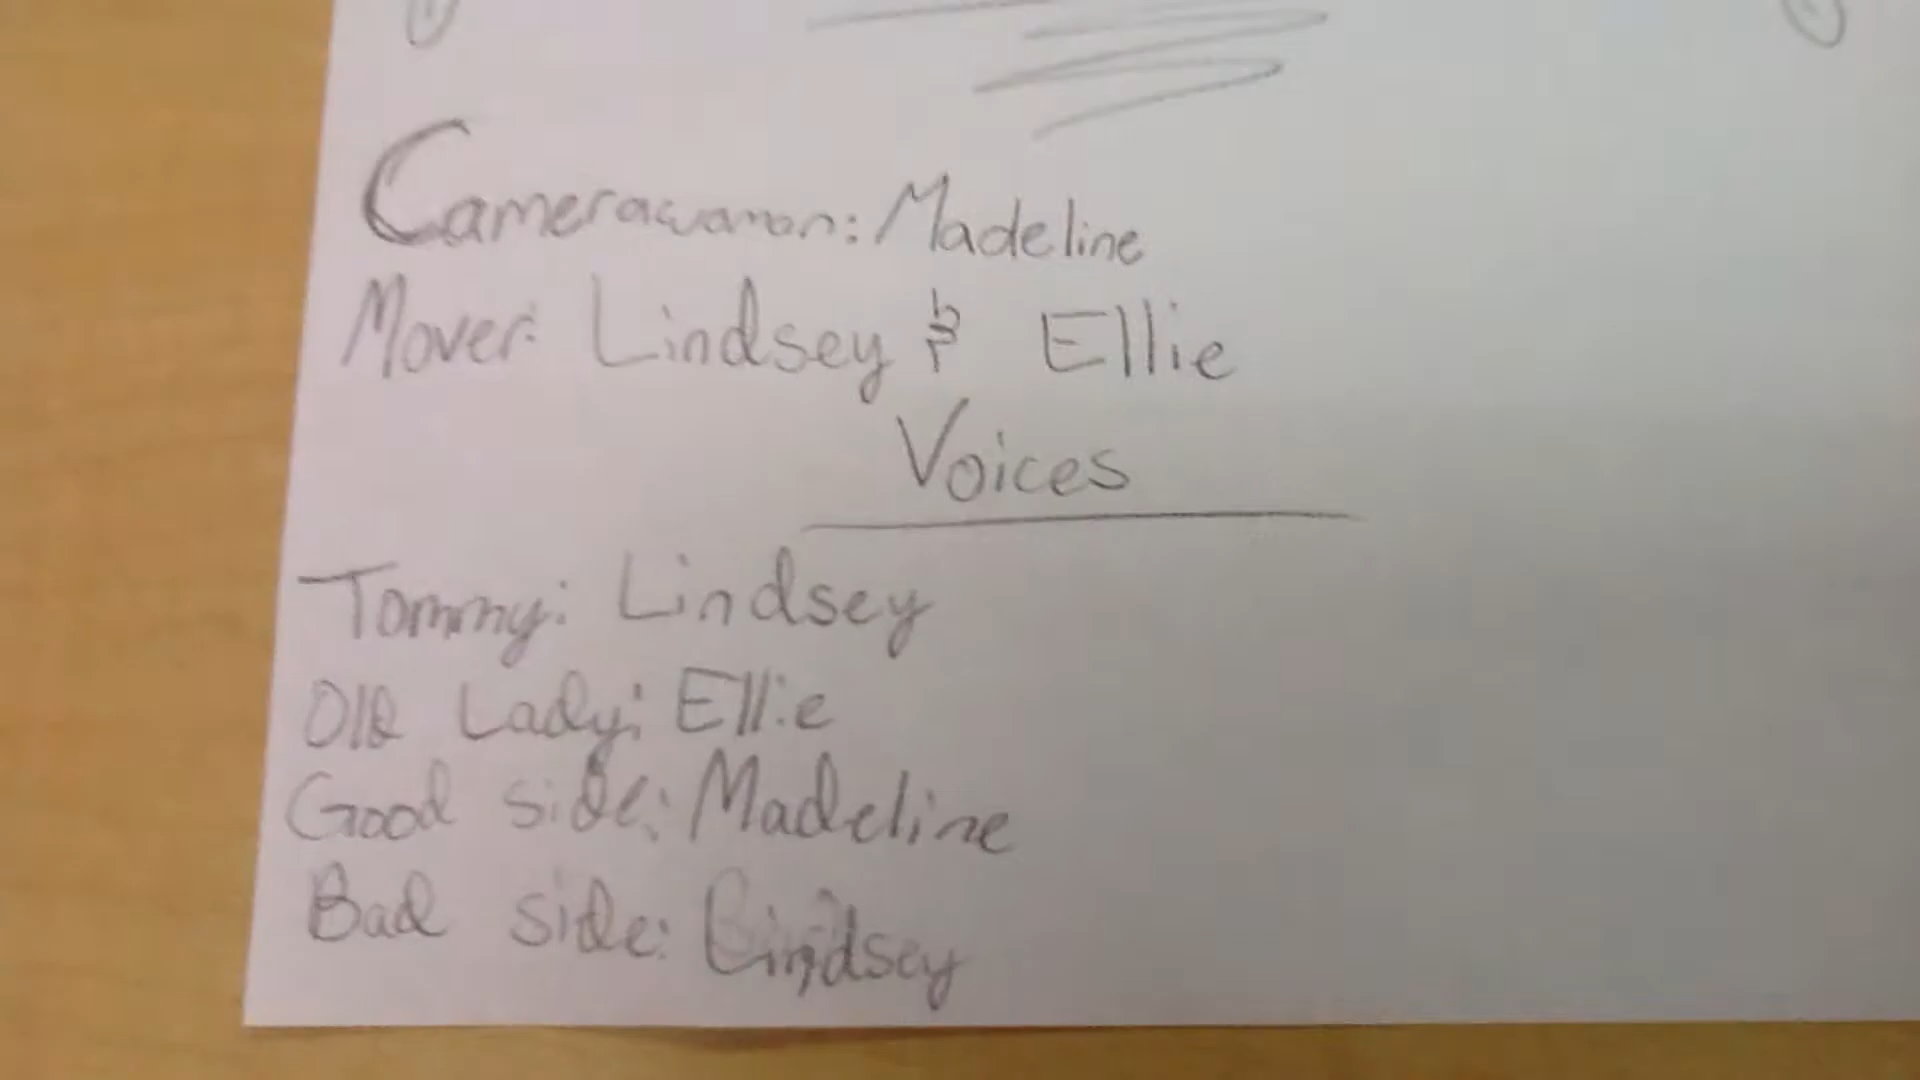 Camerawoman: Madeline
Mover: Lindsey & Ellie
Voices
Tommy: Lindsey
Old Lady: Ellie
Good side: Madeline
Bad side: Lindsey